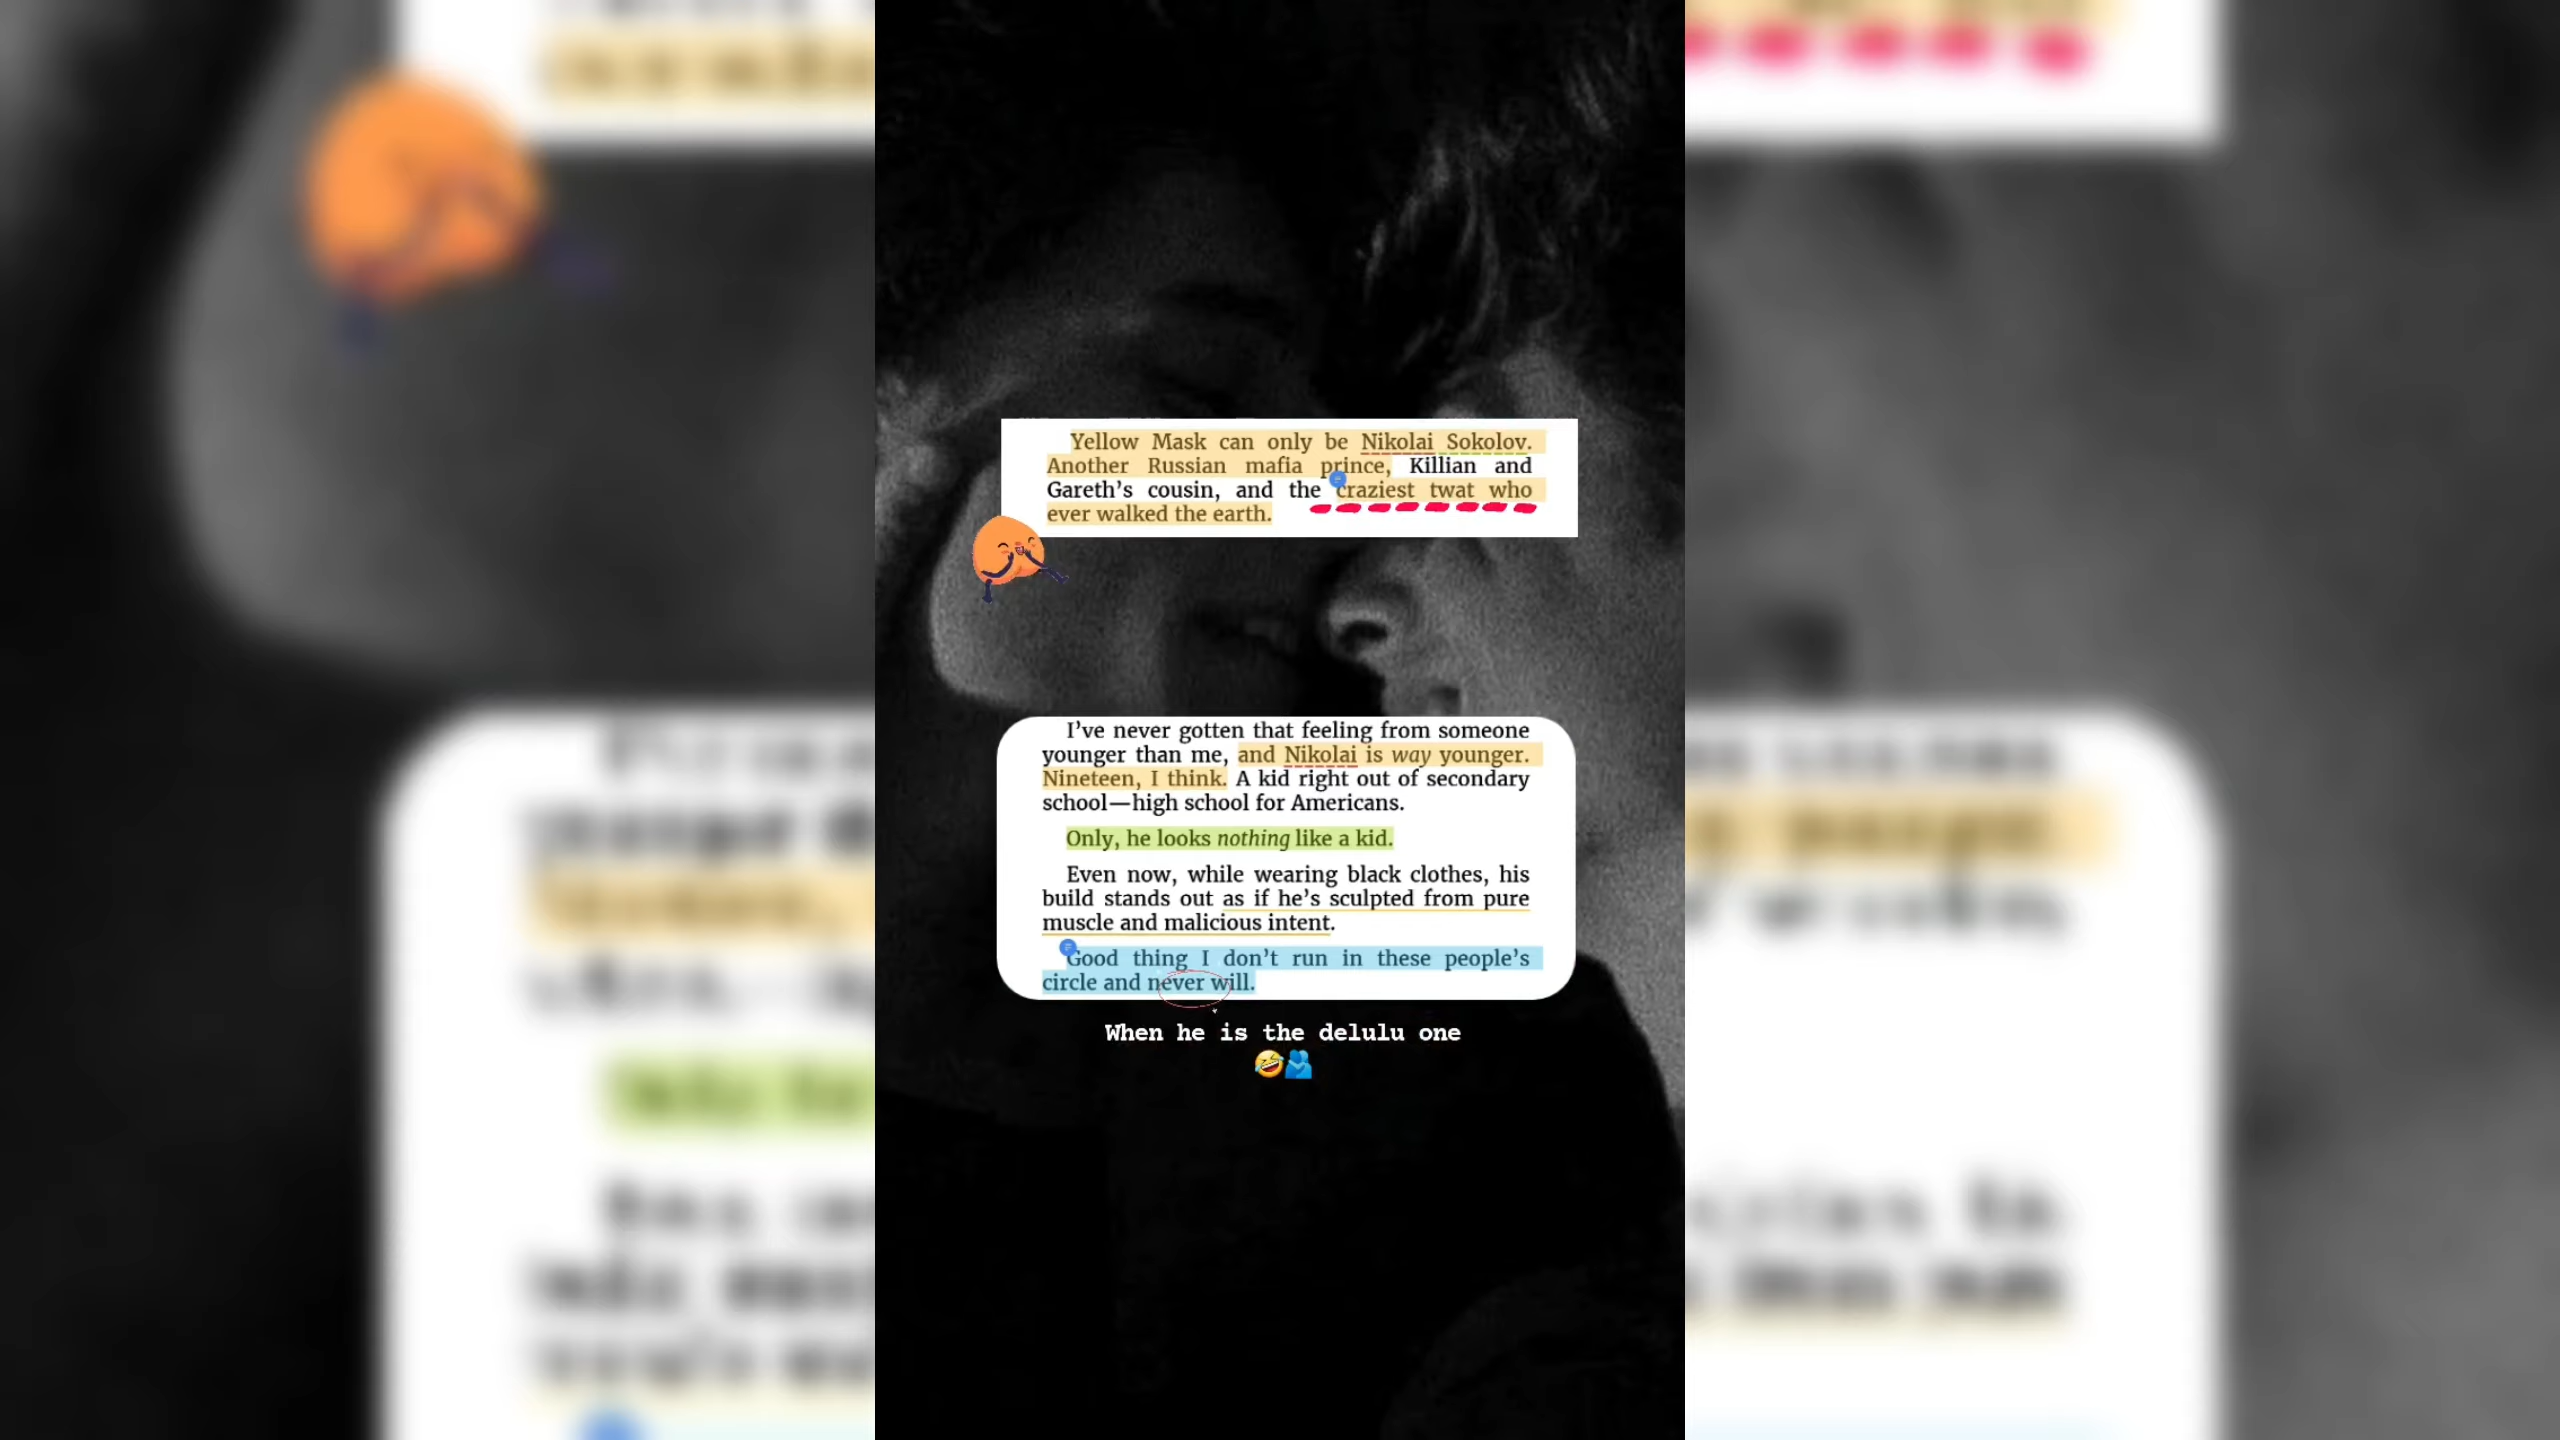 Yellow Mask can only be Nikolai Sokolov.
Another Russian mafia prince, Killian and
Gareth’s cousin, and the craziest twat who
ever walked the earth.
I’ve never gotten that feeling from someone
younger than me, and Nikolai is way younger.
Nineteen, I think. A kid right out of secondary
school—high school for Americans.
Only, he looks nothing like a kid.
Even now, while wearing black clothes, his
build stands out as if he’s sculpted from pure
muscle and malicious intent.
Good thing I don’t run in these people’s
circle and never will.
When he is the delulu one
🤣🫂